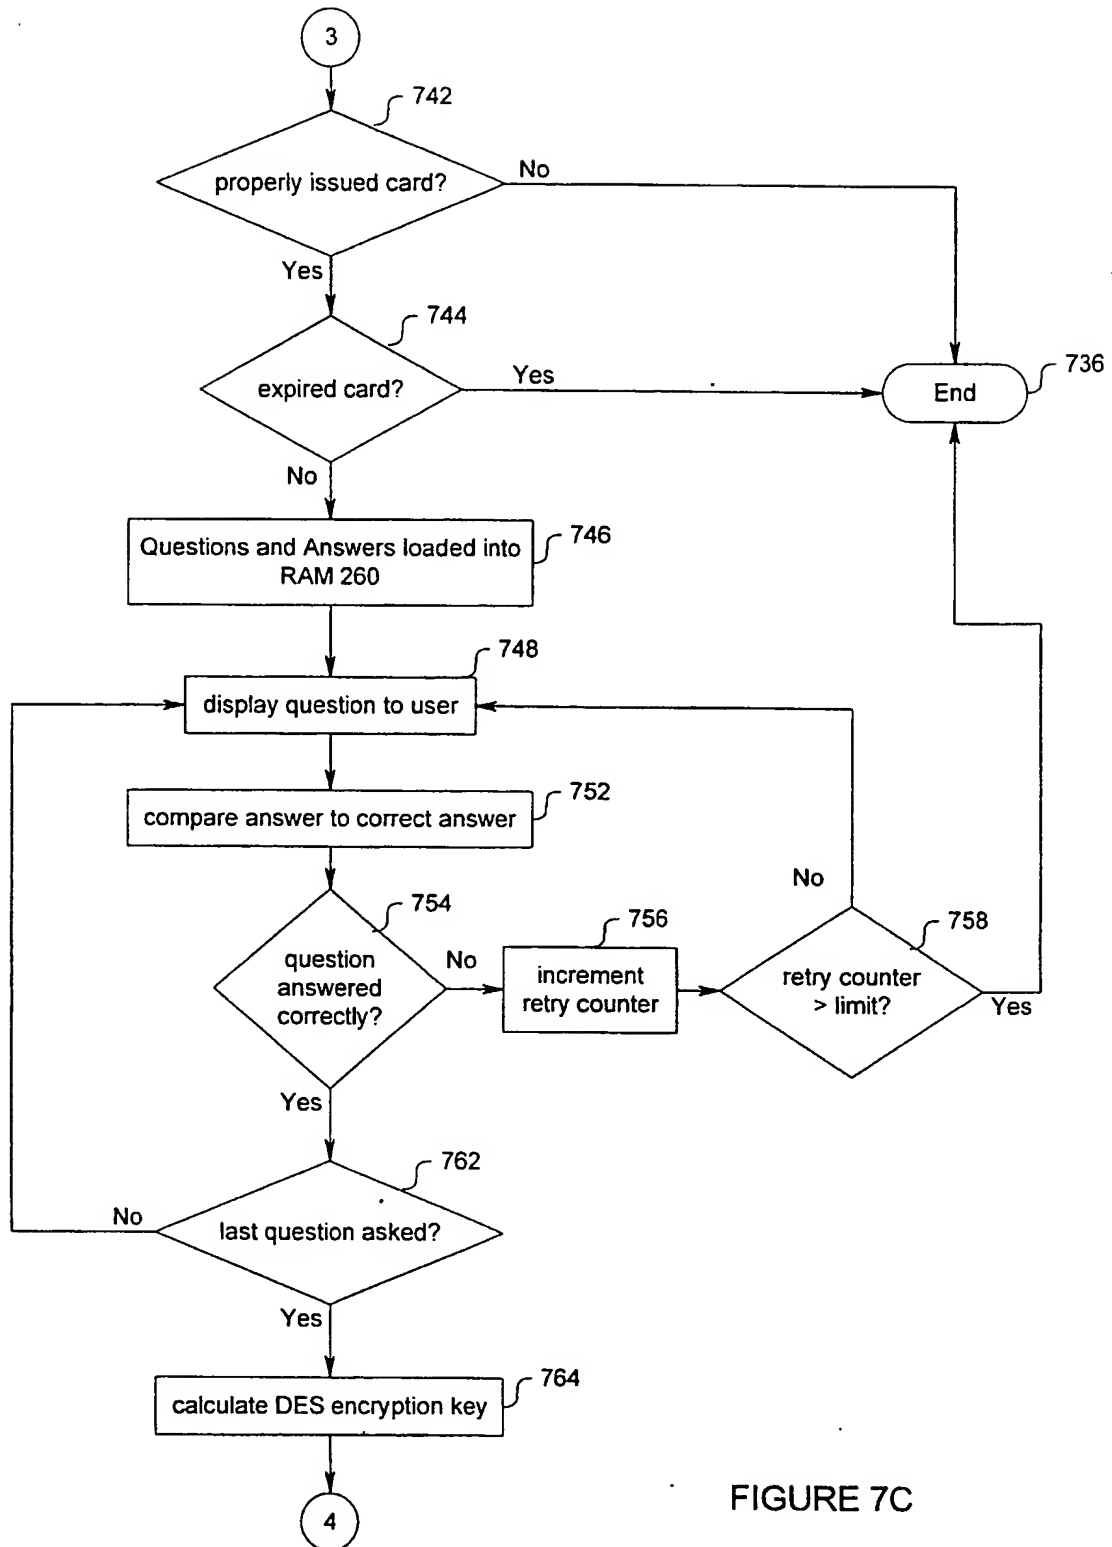 3
742
properly issued card?
No
Yes
744
expired card?
Yes
736
End
No
Questions and Answers loaded into
RAM 260
746
748
display question to user
752
compare answer to correct answer
No
754
question
answered
correctly?
No
756
increment
retry counter
758
retry counter
> limit?
Yes
Yes
762
last question asked?
No
Yes
764
calculate DES encryption key
4
FIGURE 7C